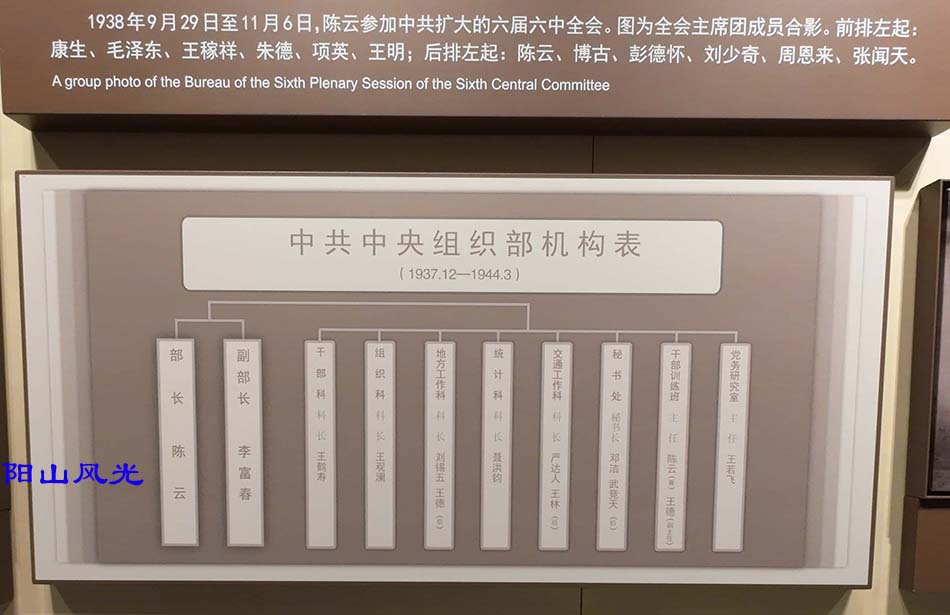 1938年9月29日至11月6日,陈云参加中共扩大的六届六中全会。图为全会主席团成员合影。前排左起:
康生、毛泽东、王稼祥、朱德、项英、王明;后排左起:陈云、博古、彭德怀、刘少奇、周恩来、张闻天。
A group photo of the Bureau of the Sixth Plenary Session of the Sixth Central Committee
中共中央组织部机构表
(1937.12—1944.3)
部长 陈云
副部长 李富春
干部科 科长 王鹤寿
组织科 科长 王观澜
地方工作科 科长 刘锡五 王德(后)
统计科 科长 聂洪钧
交通工作科 科长 严达人 王林(后)
秘书处 秘书长 邓洁 武竞天(后)
干部训练班 主任 陈云(兼) 王德(副主任)
党务研究室 主任 王若飞
阳山风光